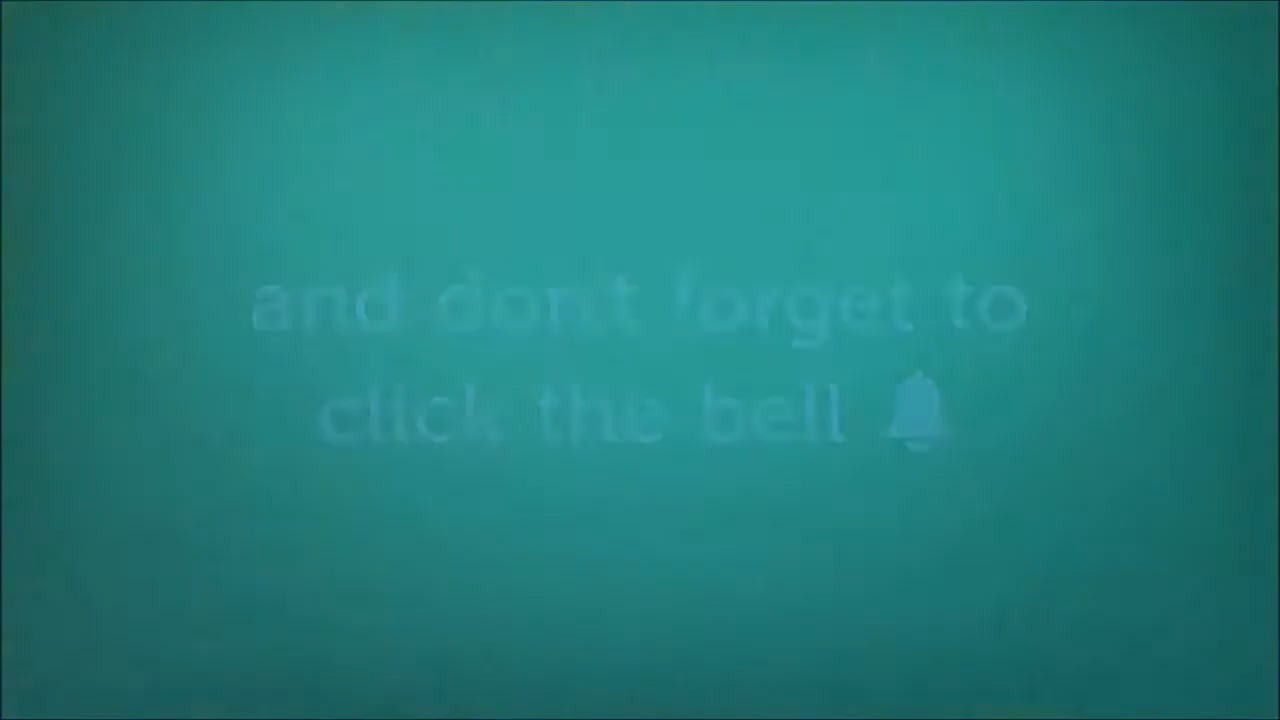 and don't forget to
click the bell 🔔